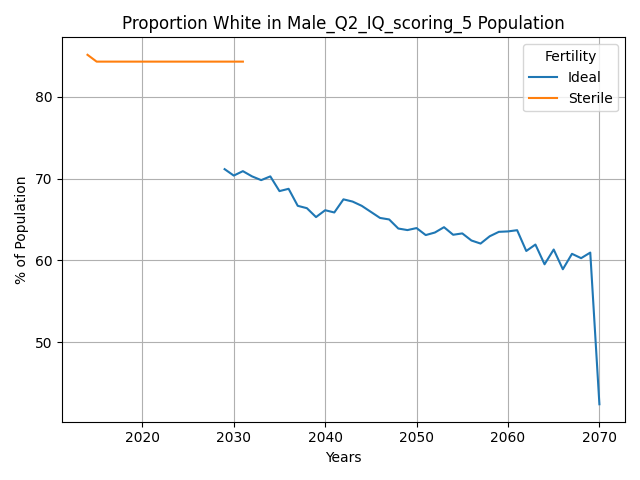 Proportion White in Male_Q2_IQ_scoring_5 Population
Fertility
Ideal
Sterile
% of Population
80
70
60
50
2020 2030 2040 2050 2060 2070
Years